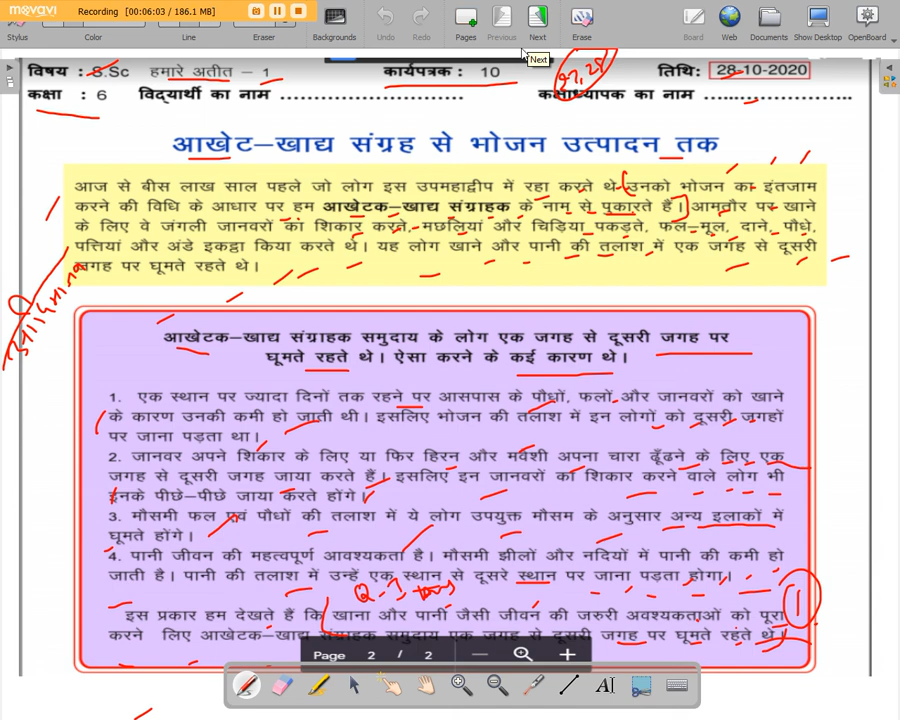 movavi Recording [00:06:03 / 186.1 MB]
Stylus Color Line Eraser Backgrounds Undo Redo Pages Previous Next Erase Board Web Documents Show Desktop OpenBoard
Next
विषय : S.Sc हमारे अतीत – 1 कार्यपत्रक : 10 27, 28 तिथि: 28-10-2020
कक्षा : 6 विद्यार्थी का नाम ................................ कक्षाध्यापक का नाम ........................
आखेट–खाद्य संग्रह से भोजन उत्पादन तक
आज से बीस लाख साल पहले जो लोग इस उपमहाद्वीप में रहा करते थे उनको भोजन का इंतजाम
करने की विधि के आधार पर हम आखेटक–खाद्य संग्राहक के नाम से पुकारते हैं। आमतौर पर खाने
के लिए वे जंगली जानवरों का शिकार करते, मछलियां और चिड़िया पकड़ते, फल–मूल, दाने, पौधे,
पत्तियां और अंडे इकट्ठा किया करते थे। यह लोग खाने और पानी की तलाश में एक जगह से दूसरी
जगह पर घूमते रहते थे।
आखेटक–खाद्य संग्राहक समुदाय के लोग एक जगह से दूसरी जगह पर
घूमते रहते थे। ऐसा करने के कई कारण थे।
1. एक स्थान पर ज्यादा दिनों तक रहने पर आसपास के पौधों, फलों और जानवरों को खाने
के कारण उनकी कमी हो जाती थी। इसलिए भोजन की तलाश में इन लोगों को दूसरी जगहों
पर जाना पड़ता था।
2. जानवर अपने शिकार के लिए या फिर हिरन और मवेशी अपना चारा ढूँढने के लिए एक
जगह से दूसरी जगह जाया करते हैं। इसलिए इन जानवरों का शिकार करने वाले लोग भी
इनके पीछे–पीछे जाया करते होंगे।
3. मौसमी फल एवं पौधों की तलाश में ये लोग उपयुक्त मौसम के अनुसार अन्य इलाकों में
घूमते होंगे।
4. पानी जीवन की महत्वपूर्ण आवश्यकता है। मौसमी झीलों और नदियों में पानी की कमी हो
जाती है। पानी की तलाश में उन्हें एक स्थान से दूसरे स्थान पर जाना पड़ता होगा।
1
इस प्रकार हम देखते हैं कि खाना और पानी जैसी जीवन की जरुरी अवश्यकताओं को पूरा
करने लिए आखेटक–खाद्य संग्राहक समुदाय एक जगह से दूसरी जगह पर घूमते रहते थे।
Page 2 / 2